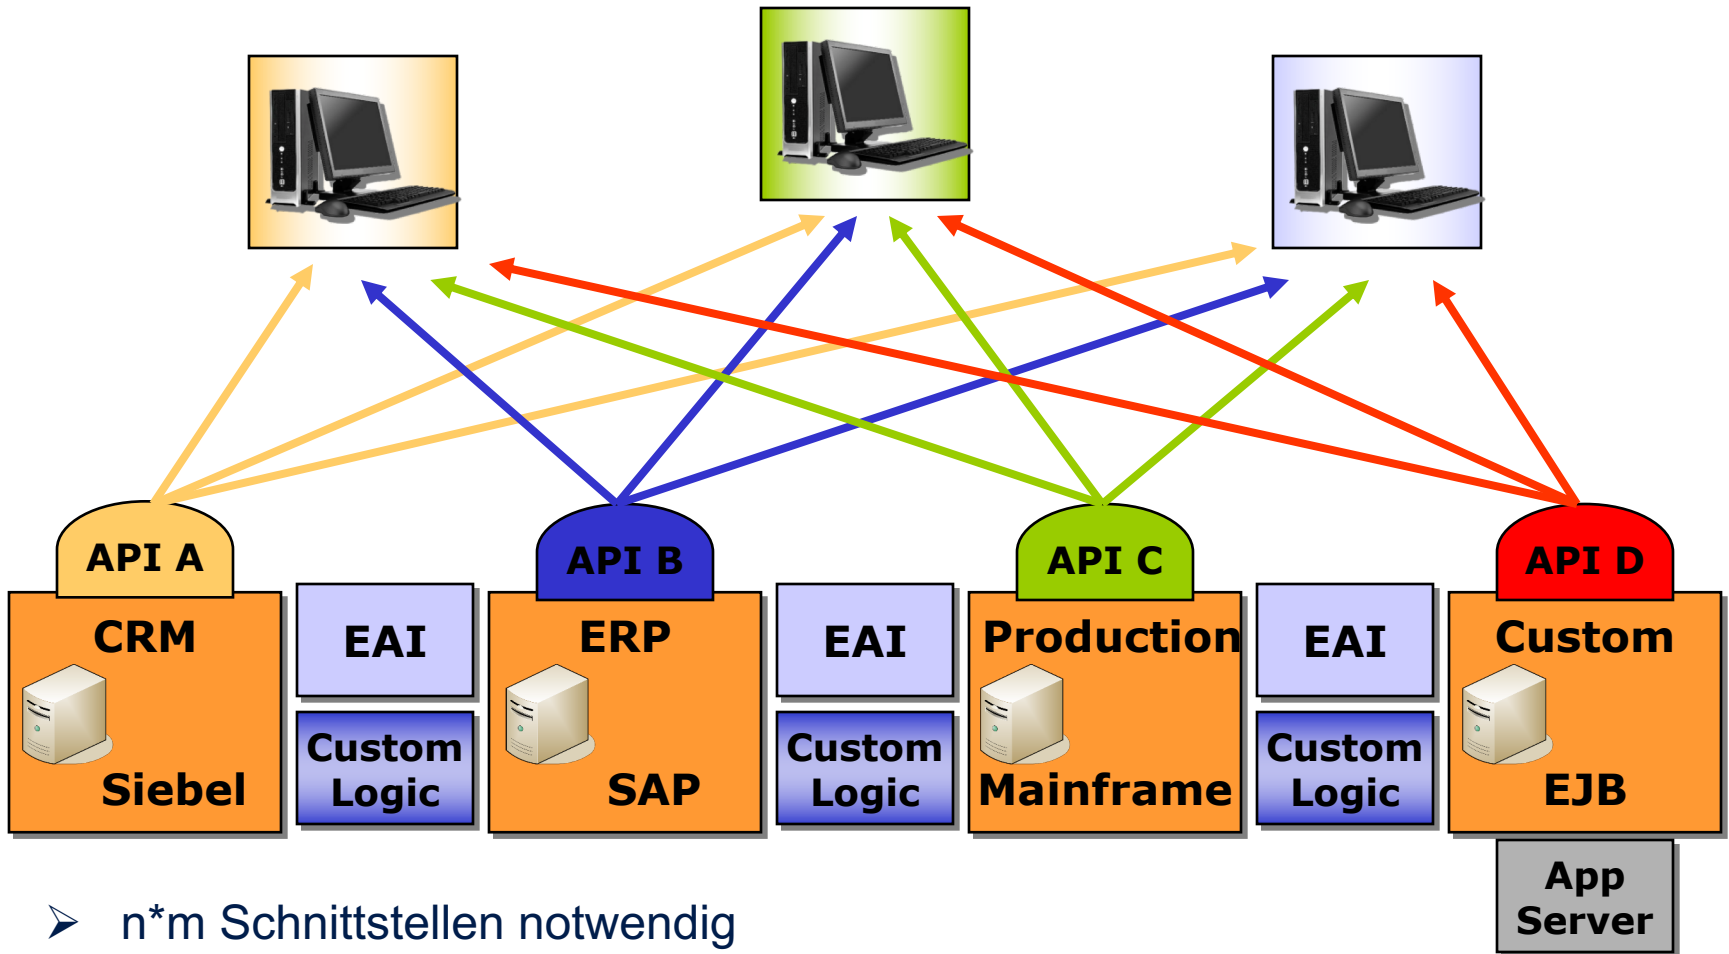 API A
API B
API C
API D
CRM
EAI
ERP
EAI
Production
EAI
Custom
Siebel
Custom
Logic
SAP
Custom
Logic
Mainframe
Custom
Logic
EJB
App
Server
➢ n*m Schnittstellen notwendig